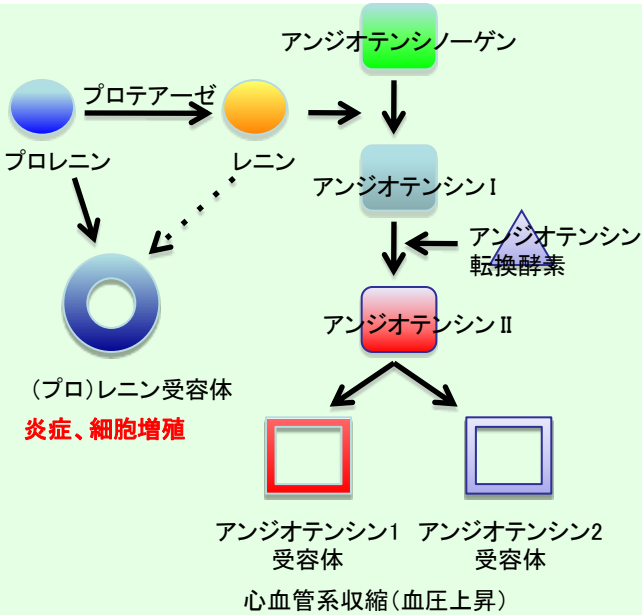 アンジオテンシノーゲン
プロテアーゼ
プロレニン
レニン
アンジオテンシンⅠ
アンジオテンシン
転換酵素
アンジオテンシンⅡ
(プロ)レニン受容体
炎症、細胞増殖
アンジオテンシン1
受容体
アンジオテンシン2
受容体
心血管系収縮(血圧上昇)